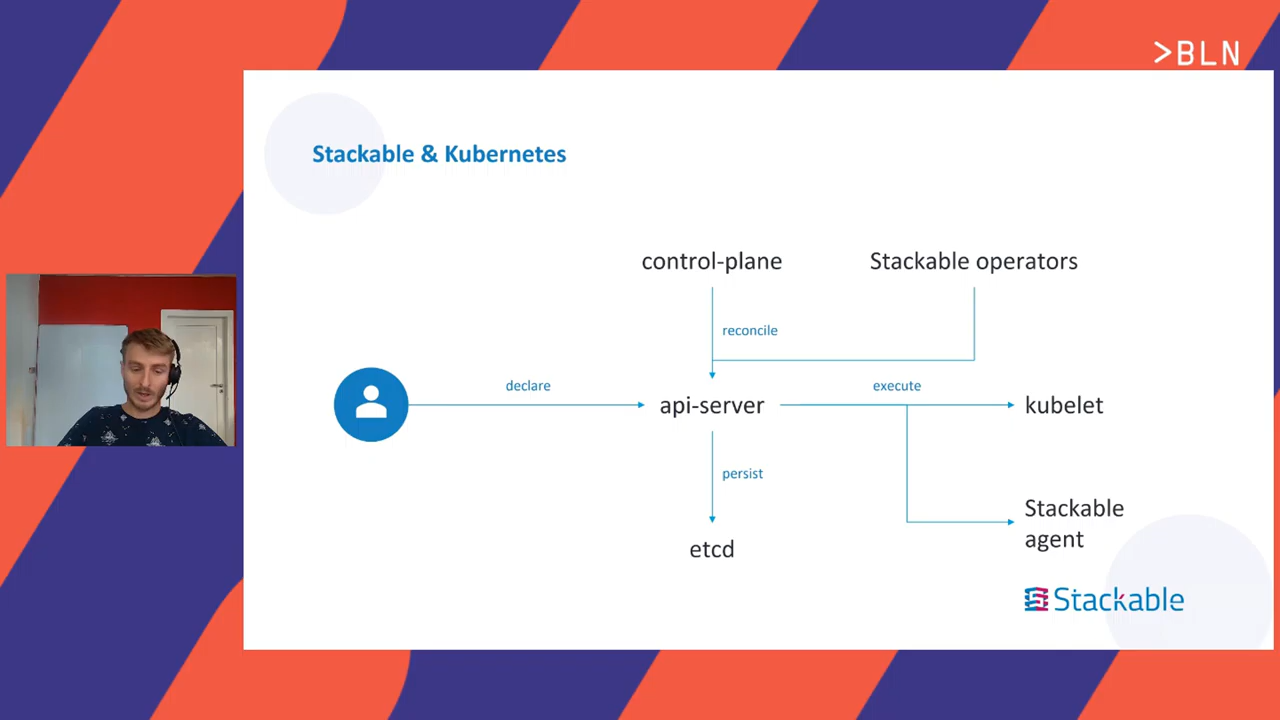 >BLN
Stackable & Kubernetes
control-plane
Stackable operators
reconcile
declare
api-server
execute
kubelet
persist
Stackable
agent
etcd
Stackable